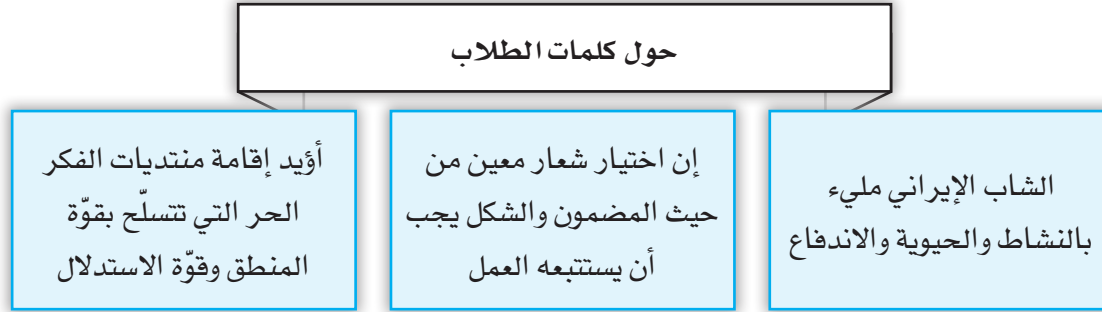 حول كلمات الطلاب
الشاب الإيراني مليء
بالنشاط والحيوية والاندفاع
إن اختيار شعار معين من
حيث المضمون والشكل يجب
أن يستتبعه العمل
أؤيد إقامة منتديات الفكر
الحر التي تتسلّح بقوّة
المنطق وقوّة الاستدلال